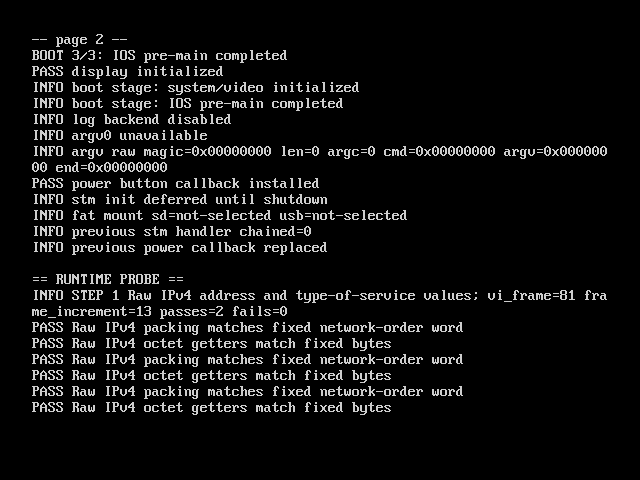 -- page 2 --
BOOT 3/3: IOS pre-main completed
PASS display initialized
INFO boot stage: system/video initialized
INFO boot stage: IOS pre-main completed
INFO log backend disabled
INFO argv0 unavailable
INFO argv raw magic=0x00000000 len=0 argc=0 cmd=0x00000000 argv=0x000000
00 end=0x00000000
PASS power button callback installed
INFO stm init deferred until shutdown
INFO fat mount sd=not-selected usb=not-selected
INFO previous stm handler chained=0
INFO previous power callback replaced
== RUNTIME PROBE ==
INFO STEP 1 Raw IPv4 address and type-of-service values; vi_frame=81 fra
me_increment=13 passes=2 fails=0
PASS Raw IPv4 packing matches fixed network-order word
PASS Raw IPv4 octet getters match fixed bytes
PASS Raw IPv4 packing matches fixed network-order word
PASS Raw IPv4 octet getters match fixed bytes
PASS Raw IPv4 packing matches fixed network-order word
PASS Raw IPv4 octet getters match fixed bytes